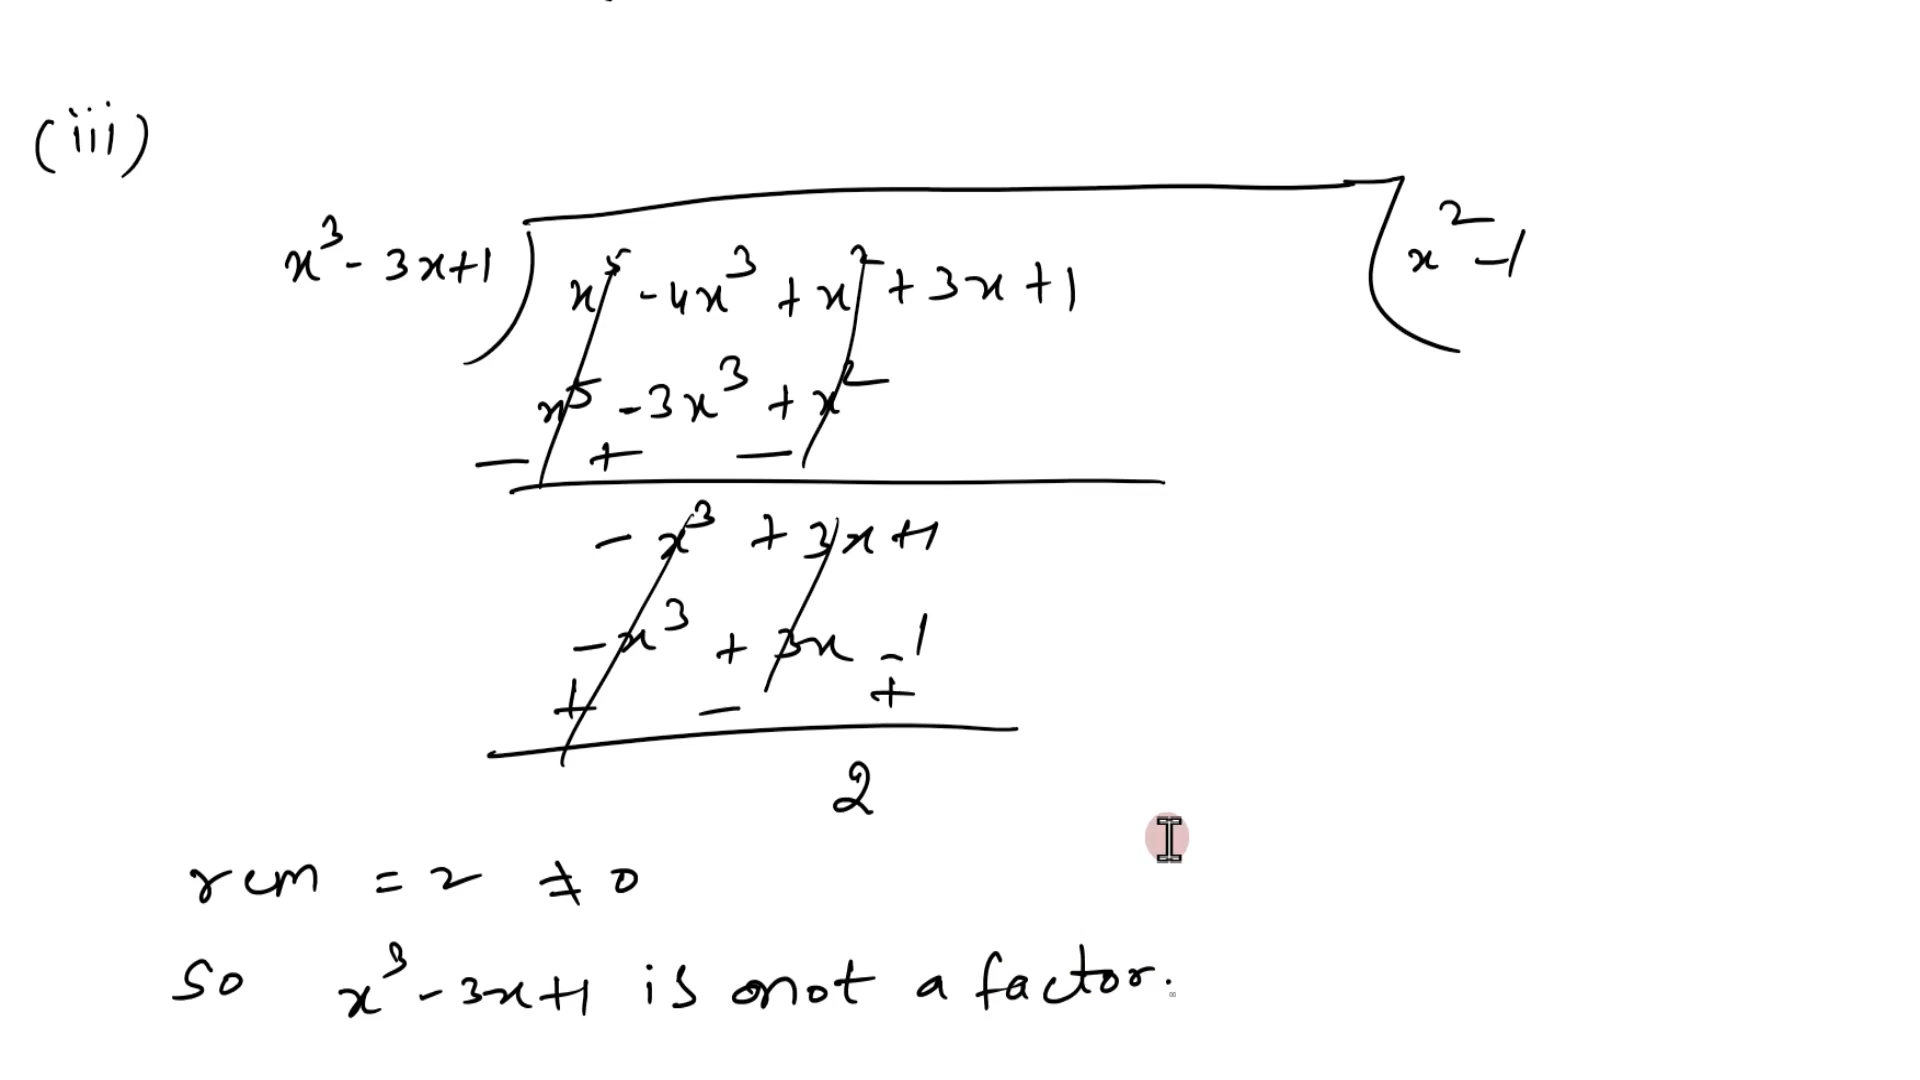 (iii)
x³ - 3x+1 ) x⁵ - 4x³ + x² + 3x + 1 ( x² - 1
x⁵ - 3x³ + x²
- + -
- x³ + 3x + 1
- x³ + 3x - 1
+ - +
2
rem = 2 ≠ 0
So x³ - 3x+1 is not a factor.